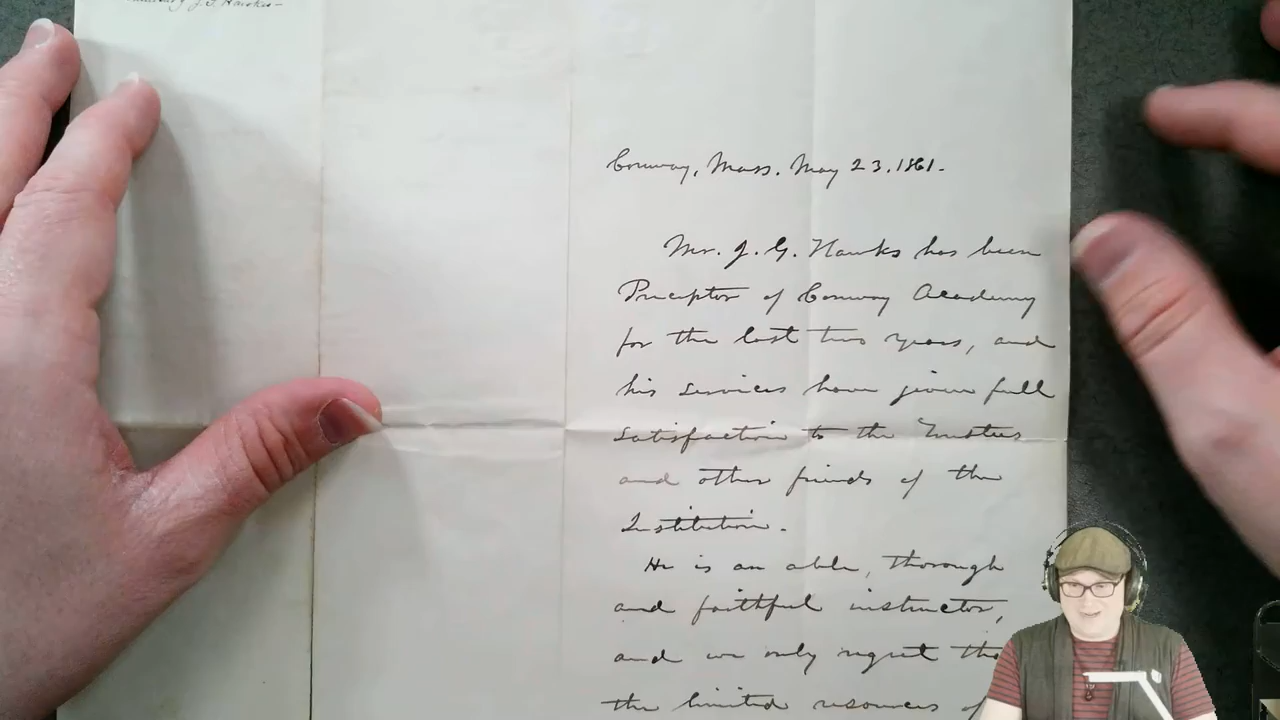 J. G. Hawks
Conway, Mass. May 23, 1861.
Mr. J. G. Hawks has been
Preceptor of Conway Academy
for the last two years, and
his services have given full
satisfaction to the Trustees
and other friends of the
Institution.
He is an able, thorough
and faithful instructor,
and we only regret
the limited resources